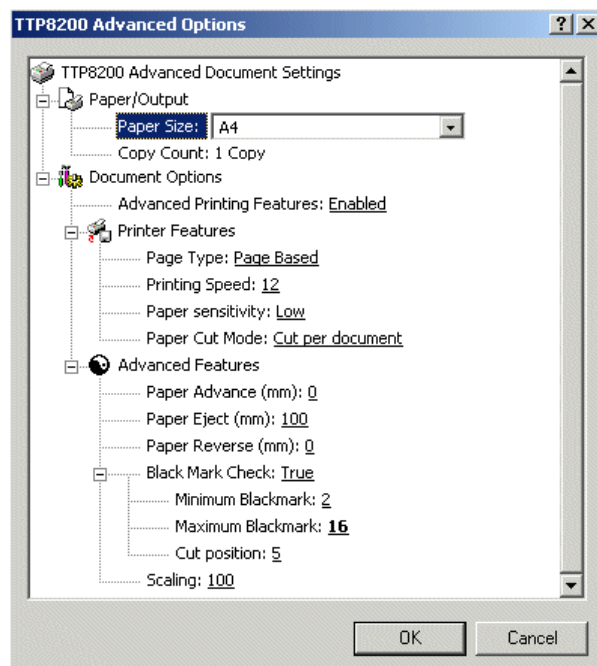 TTP8200 Advanced Options
TTP8200 Advanced Document Settings
Paper/Output
Paper Size: A4
Copy Count: 1 Copy
Document Options
Advanced Printing Features: Enabled
Printer Features
Page Type: Page Based
Printing Speed: 12
Paper sensitivity: Low
Paper Cut Mode: Cut per document
Advanced Features
Paper Advance (mm): 0
Paper Eject (mm): 100
Paper Reverse (mm): 0
Black Mark Check: True
Minimum Blackmark: 2
Maximum Blackmark: 16
Cut position: 5
Scaling: 100
OK Cancel